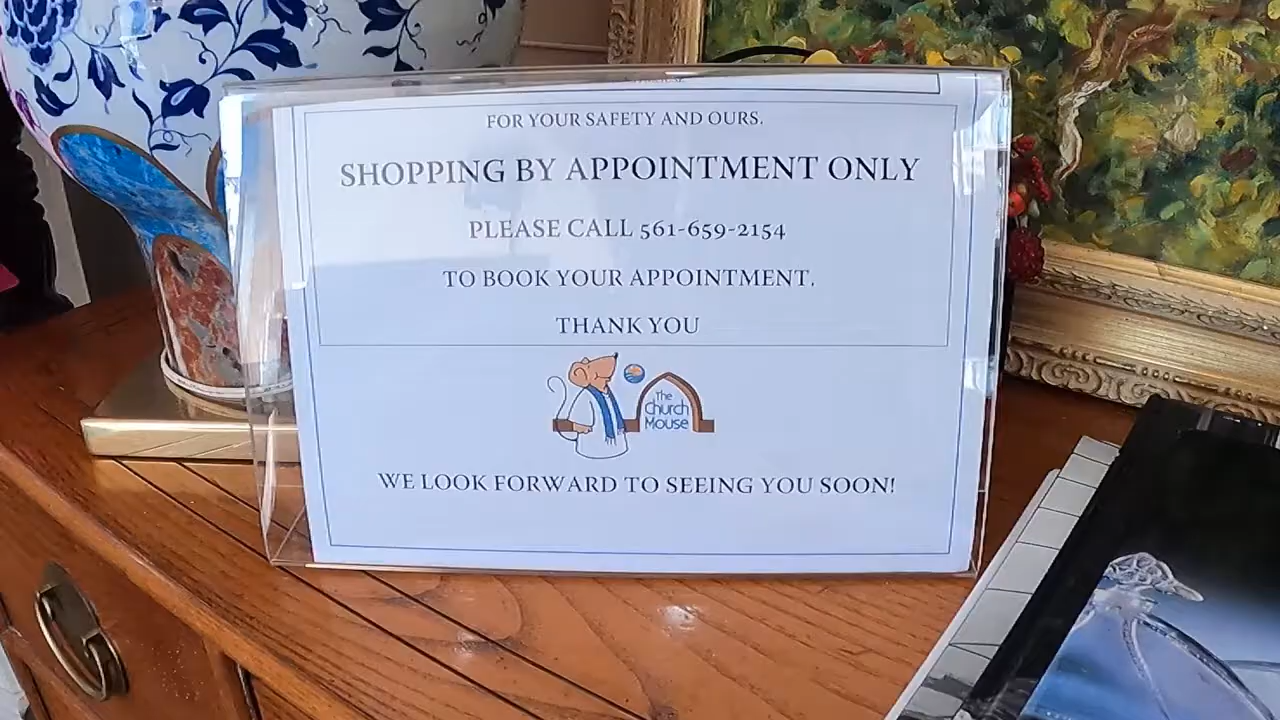 FOR YOUR SAFETY AND OURS.
SHOPPING BY APPOINTMENT ONLY
PLEASE CALL 561-659-2154
TO BOOK YOUR APPOINTMENT.
THANK YOU
The
Church
Mouse
WE LOOK FORWARD TO SEEING YOU SOON!